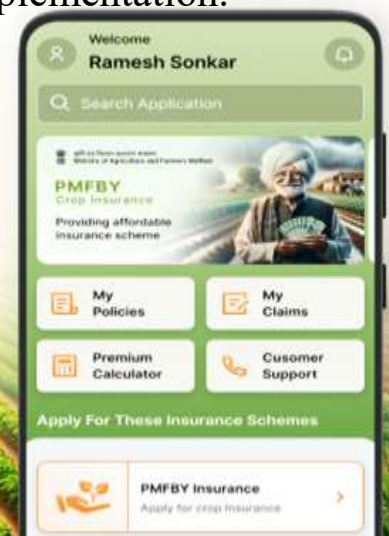 plementation.
Welcome
Ramesh Sonkar
Search Application
Ministry of Agriculture and Farmers Welfare
PMFBY
Crop Insurance
Providing affordable
insurance scheme
My
Policies
My
Claims
Premium
Calculator
Cusomer
Support
Apply For These Insurance Schemes
PMFBY Insurance
Apply for crop Insurance